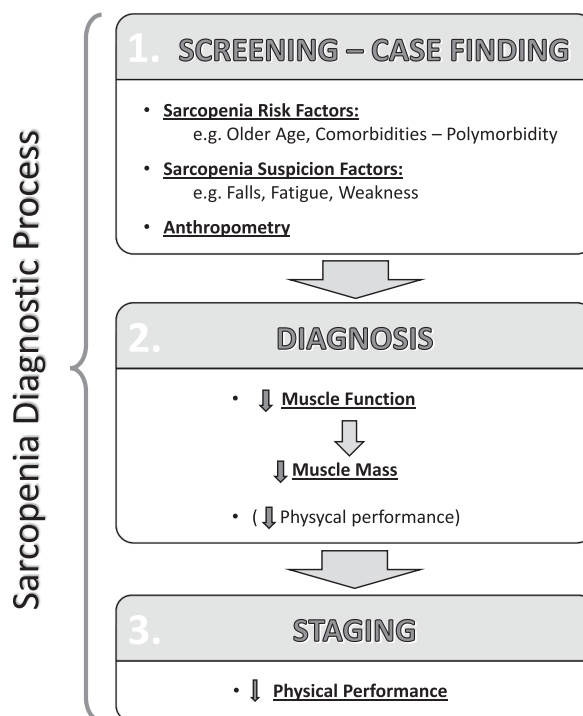 Sarcopenia Diagnostic Process
1. SCREENING – CASE FINDING
• Sarcopenia Risk Factors:
e.g. Older Age, Comorbidities – Polymorbidity
• Sarcopenia Suspicion Factors:
e.g. Falls, Fatigue, Weakness
• Anthropometry
2. DIAGNOSIS
• Muscle Function
Muscle Mass
• ( Physycal performance)
3. STAGING
• Physical Performance